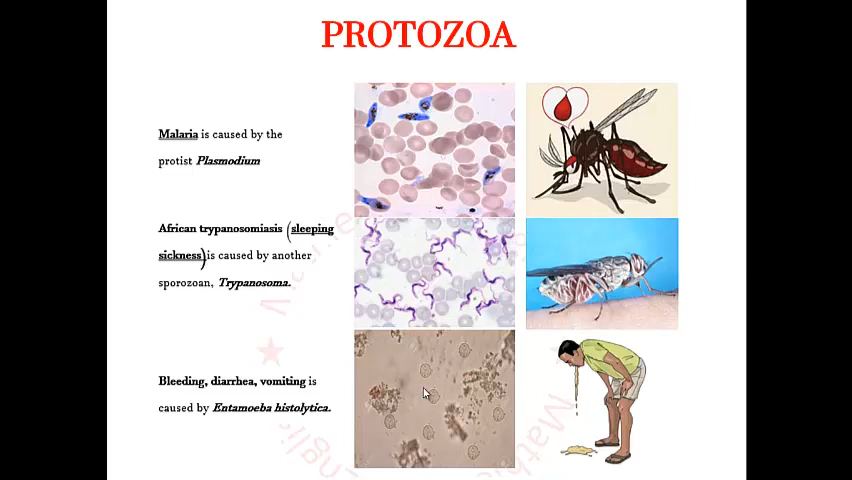 PROTOZOA
Malaria is caused by the
protist Plasmodium
African trypanosomiasis (sleeping
sickness) is caused by another
sporozoan, Trypanosoma.
Bleeding, diarrhea, vomiting is
caused by Entamoeba histolytica.